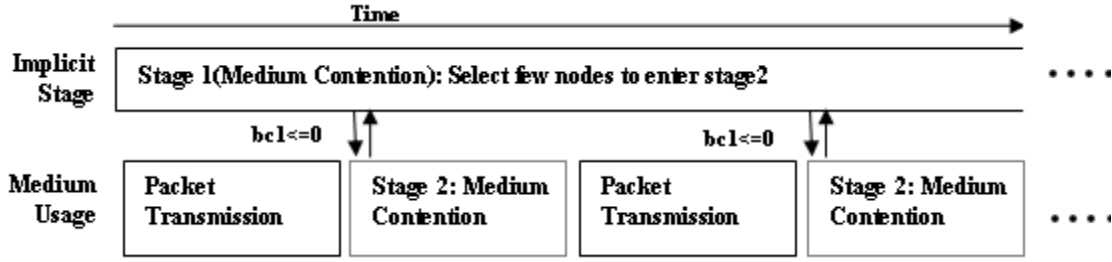 Time
Implicit
Stage
Stage 1(Medium Contention): Select few nodes to enter stage2
bc1<=0
bc1<=0
Medium
Usage
Packet
Transmission
Stage 2: Medium
Contention
Packet
Transmission
Stage 2: Medium
Contention